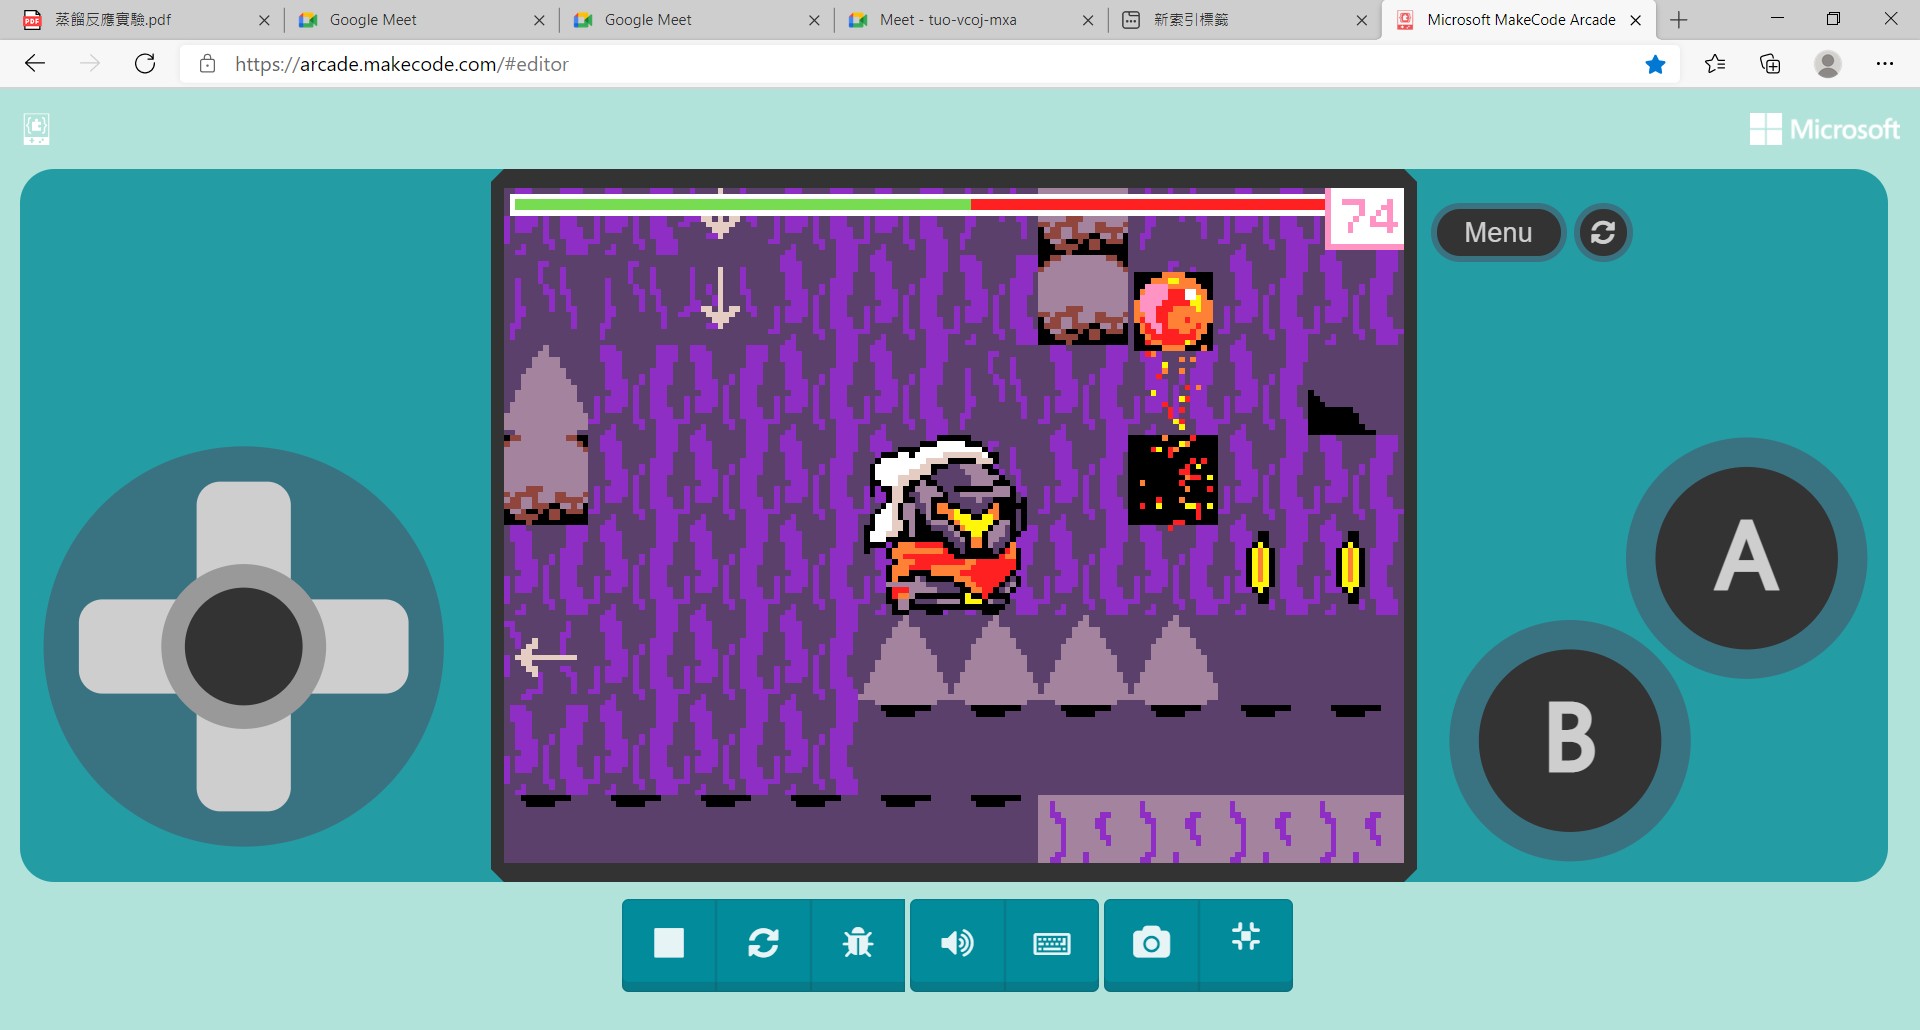 蒸餾反應實驗.pdf
Google Meet
Google Meet
Meet - tuo-vcoj-mxa
新索引標籤
Microsoft MakeCode Arcade
https://arcade.makecode.com/#editor
Microsoft
74
Menu
A
B